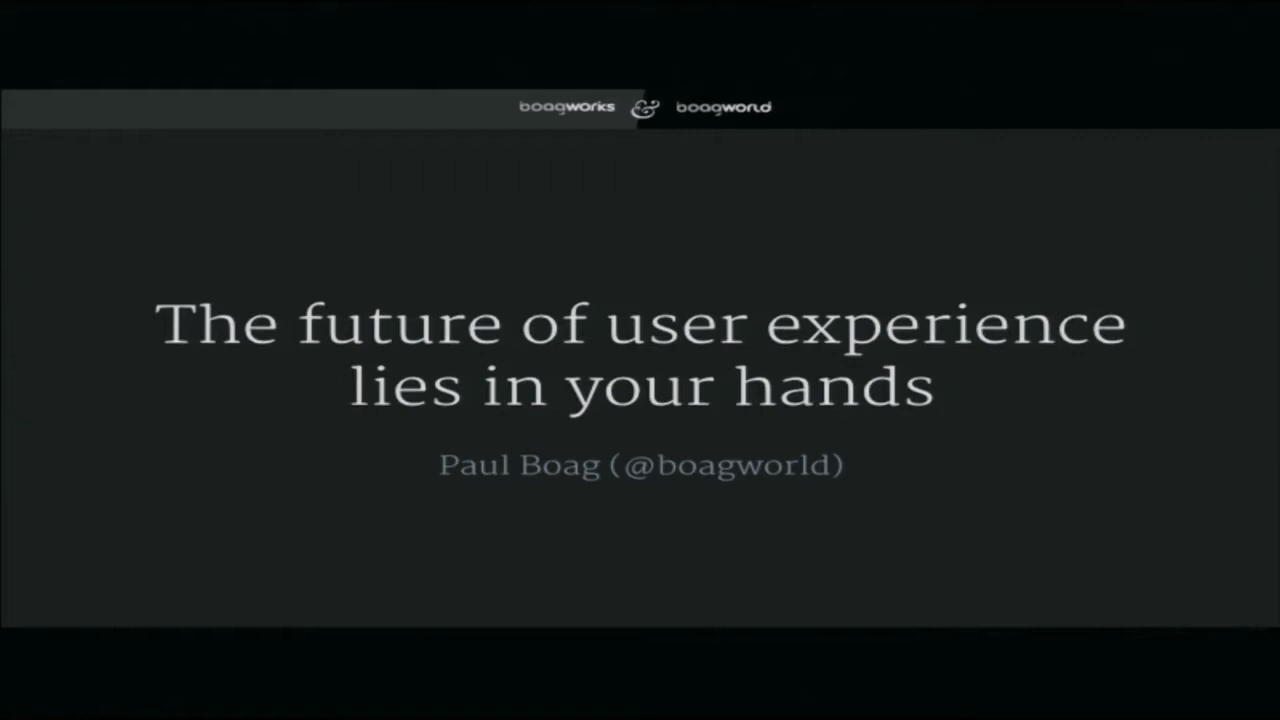 boagworks & boagworld
The future of user experience
lies in your hands
Paul Boag (@boagworld)